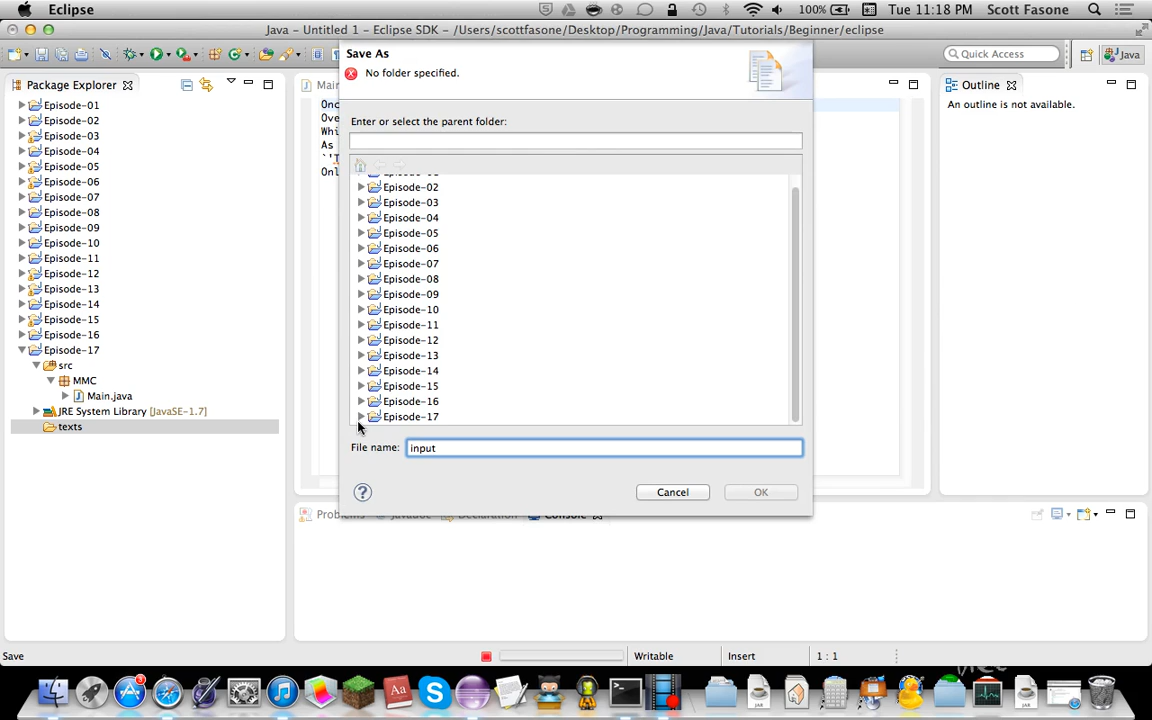 Eclipse
100%
Tue 11:18 PM
Scott Fasone
Java - Untitled 1 - Eclipse SDK - /Users/scottfasone/Desktop/Programming/Java/Tutorials/Beginner/eclipse
Quick Access
Java
Package Explorer
Episode-01
Episode-02
Episode-03
Episode-04
Episode-05
Episode-06
Episode-07
Episode-08
Episode-09
Episode-10
Episode-11
Episode-12
Episode-13
Episode-14
Episode-15
Episode-16
Episode-17
src
MMC
Main.java
JRE System Library [JavaSE-1.7]
texts
Save As
No folder specified.
Enter or select the parent folder:
Episode-02
Episode-03
Episode-04
Episode-05
Episode-06
Episode-07
Episode-08
Episode-09
Episode-10
Episode-11
Episode-12
Episode-13
Episode-14
Episode-15
Episode-16
Episode-17
File name: input
?
Cancel
OK
Outline
An outline is not available.
Declaration
Console
Save
Writable
Insert
1 : 1
3
Aa
JAR
JAR